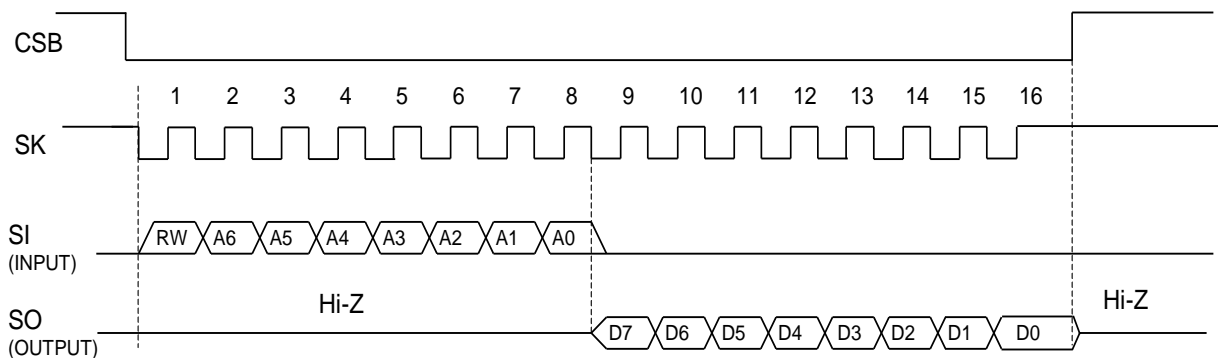 CSB
1 2 3 4 5 6 7 8 9 10 11 12 13 14 15 16
SK
SI
(INPUT)
RW A6 A5 A4 A3 A2 A1 A0
Hi-Z
Hi-Z
SO
(OUTPUT)
D7 D6 D5 D4 D3 D2 D1 D0